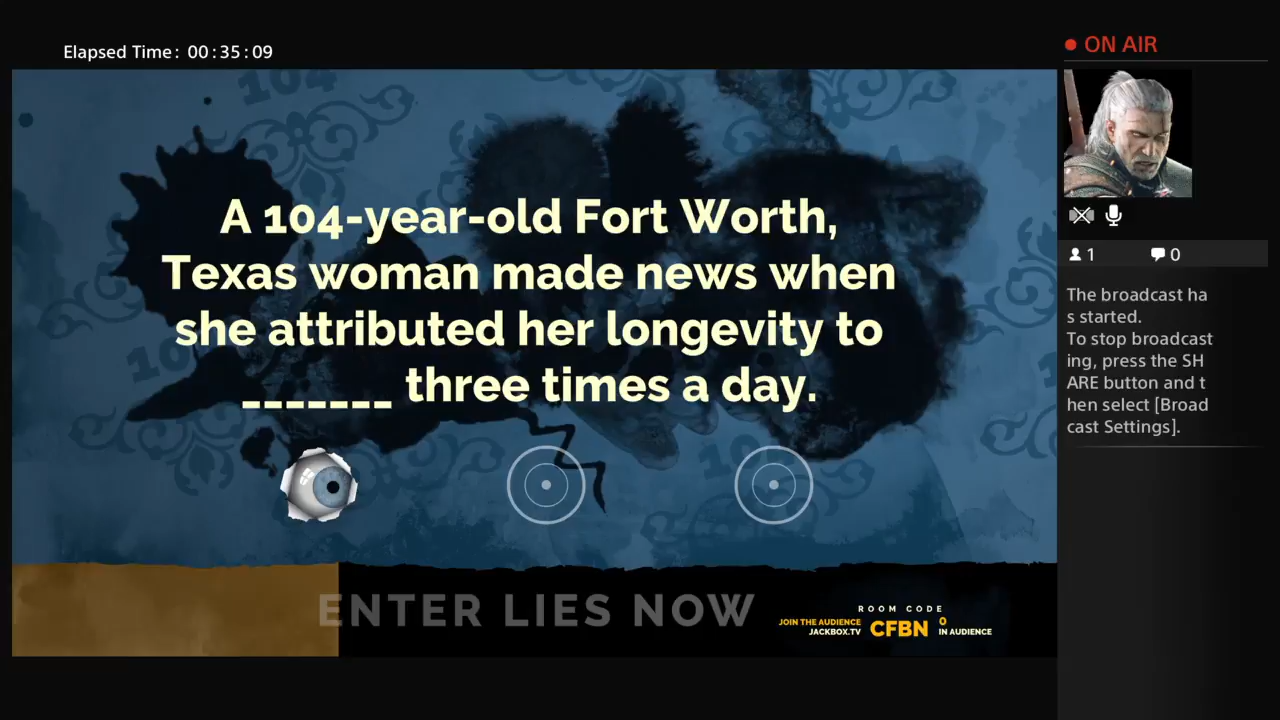 Elapsed Time: 00:35:09
ON AIR
104
A 104-year-old Fort Worth,
Texas woman made news when
she attributed her longevity to
_______ three times a day.
1
0
The broadcast ha
s started.
To stop broadcast
ing, press the SH
ARE button and t
hen select [Broad
cast Settings].
ENTER LIES NOW
ROOM CODE
JOIN THE AUDIENCE
JACKBOX.TV
CFBN
0
IN AUDIENCE